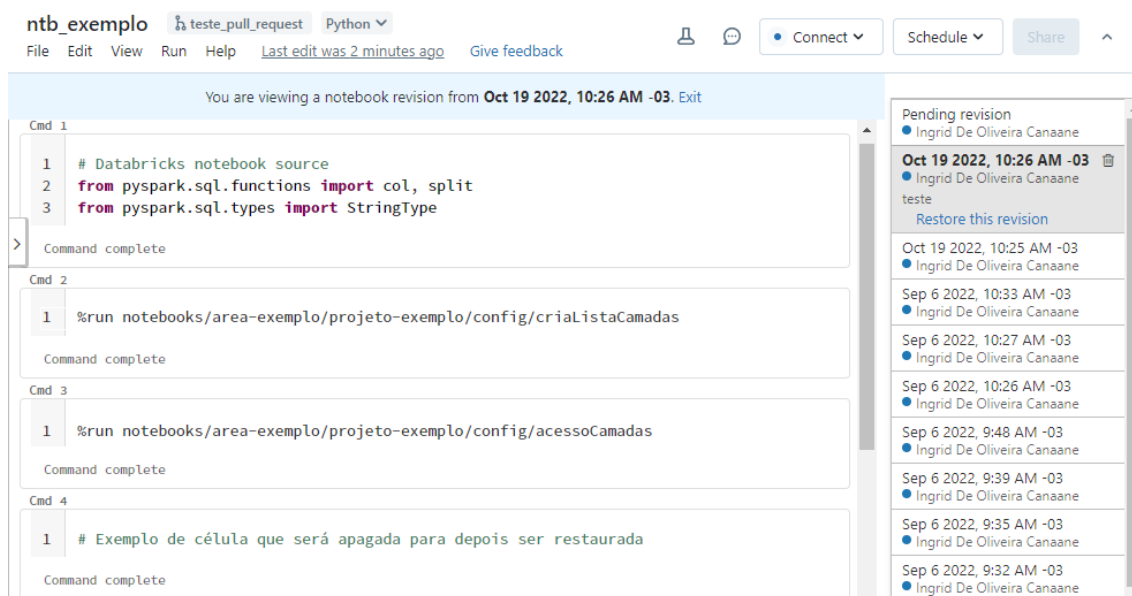 ntb_exemplo teste_pull_request Python
File Edit View Run Help Last edit was 2 minutes ago Give feedback
Connect Schedule Share
You are viewing a notebook revision from Oct 19 2022, 10:26 AM -03. Exit
Cmd 1
1 # Databricks notebook source
2 from pyspark.sql.functions import col, split
3 from pyspark.sql.types import StringType
Command complete
Cmd 2
1 %run notebooks/area-exemplo/projeto-exemplo/config/criaListaCamadas
Command complete
Cmd 3
1 %run notebooks/area-exemplo/projeto-exemplo/config/acessoCamadas
Command complete
Cmd 4
1 # Exemplo de célula que será apagada para depois ser restaurada
Command complete
Pending revision
Ingrid De Oliveira Canaane
Oct 19 2022, 10:26 AM -03
Ingrid De Oliveira Canaane
teste
Restore this revision
Oct 19 2022, 10:25 AM -03
Ingrid De Oliveira Canaane
Sep 6 2022, 10:33 AM -03
Ingrid De Oliveira Canaane
Sep 6 2022, 10:27 AM -03
Ingrid De Oliveira Canaane
Sep 6 2022, 10:26 AM -03
Ingrid De Oliveira Canaane
Sep 6 2022, 9:48 AM -03
Ingrid De Oliveira Canaane
Sep 6 2022, 9:39 AM -03
Ingrid De Oliveira Canaane
Sep 6 2022, 9:35 AM -03
Ingrid De Oliveira Canaane
Sep 6 2022, 9:32 AM -03
Ingrid De Oliveira Canaane